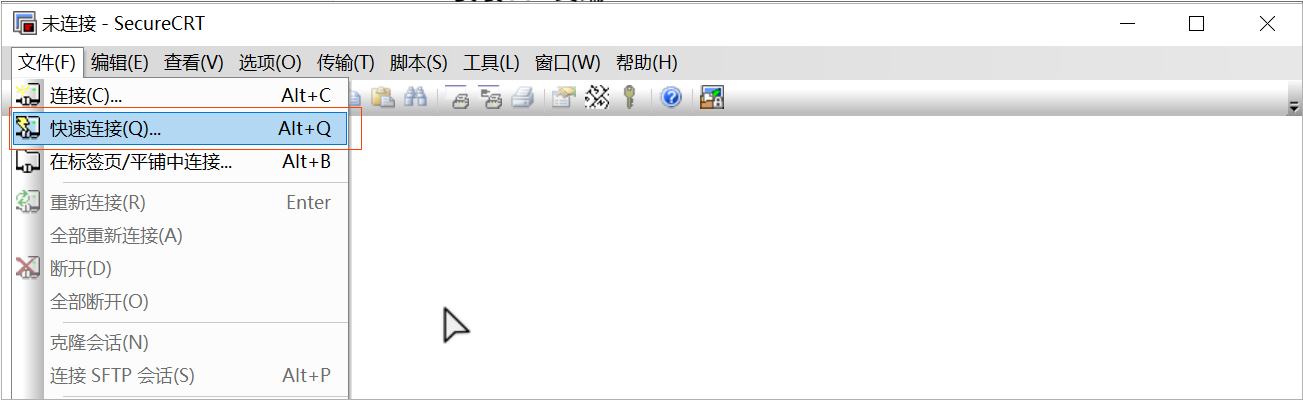 未连接 - SecureCRT
文件(F) 编辑(E) 查看(V) 选项(O) 传输(T) 脚本(S) 工具(L) 窗口(W) 帮助(H)
连接(C)... Alt+C
快速连接(Q)... Alt+Q
在标签页/平铺中连接... Alt+B
重新连接(R) Enter
全部重新连接(A)
断开(D)
全部断开(O)
克隆会话(N)
连接 SFTP 会话(S) Alt+P